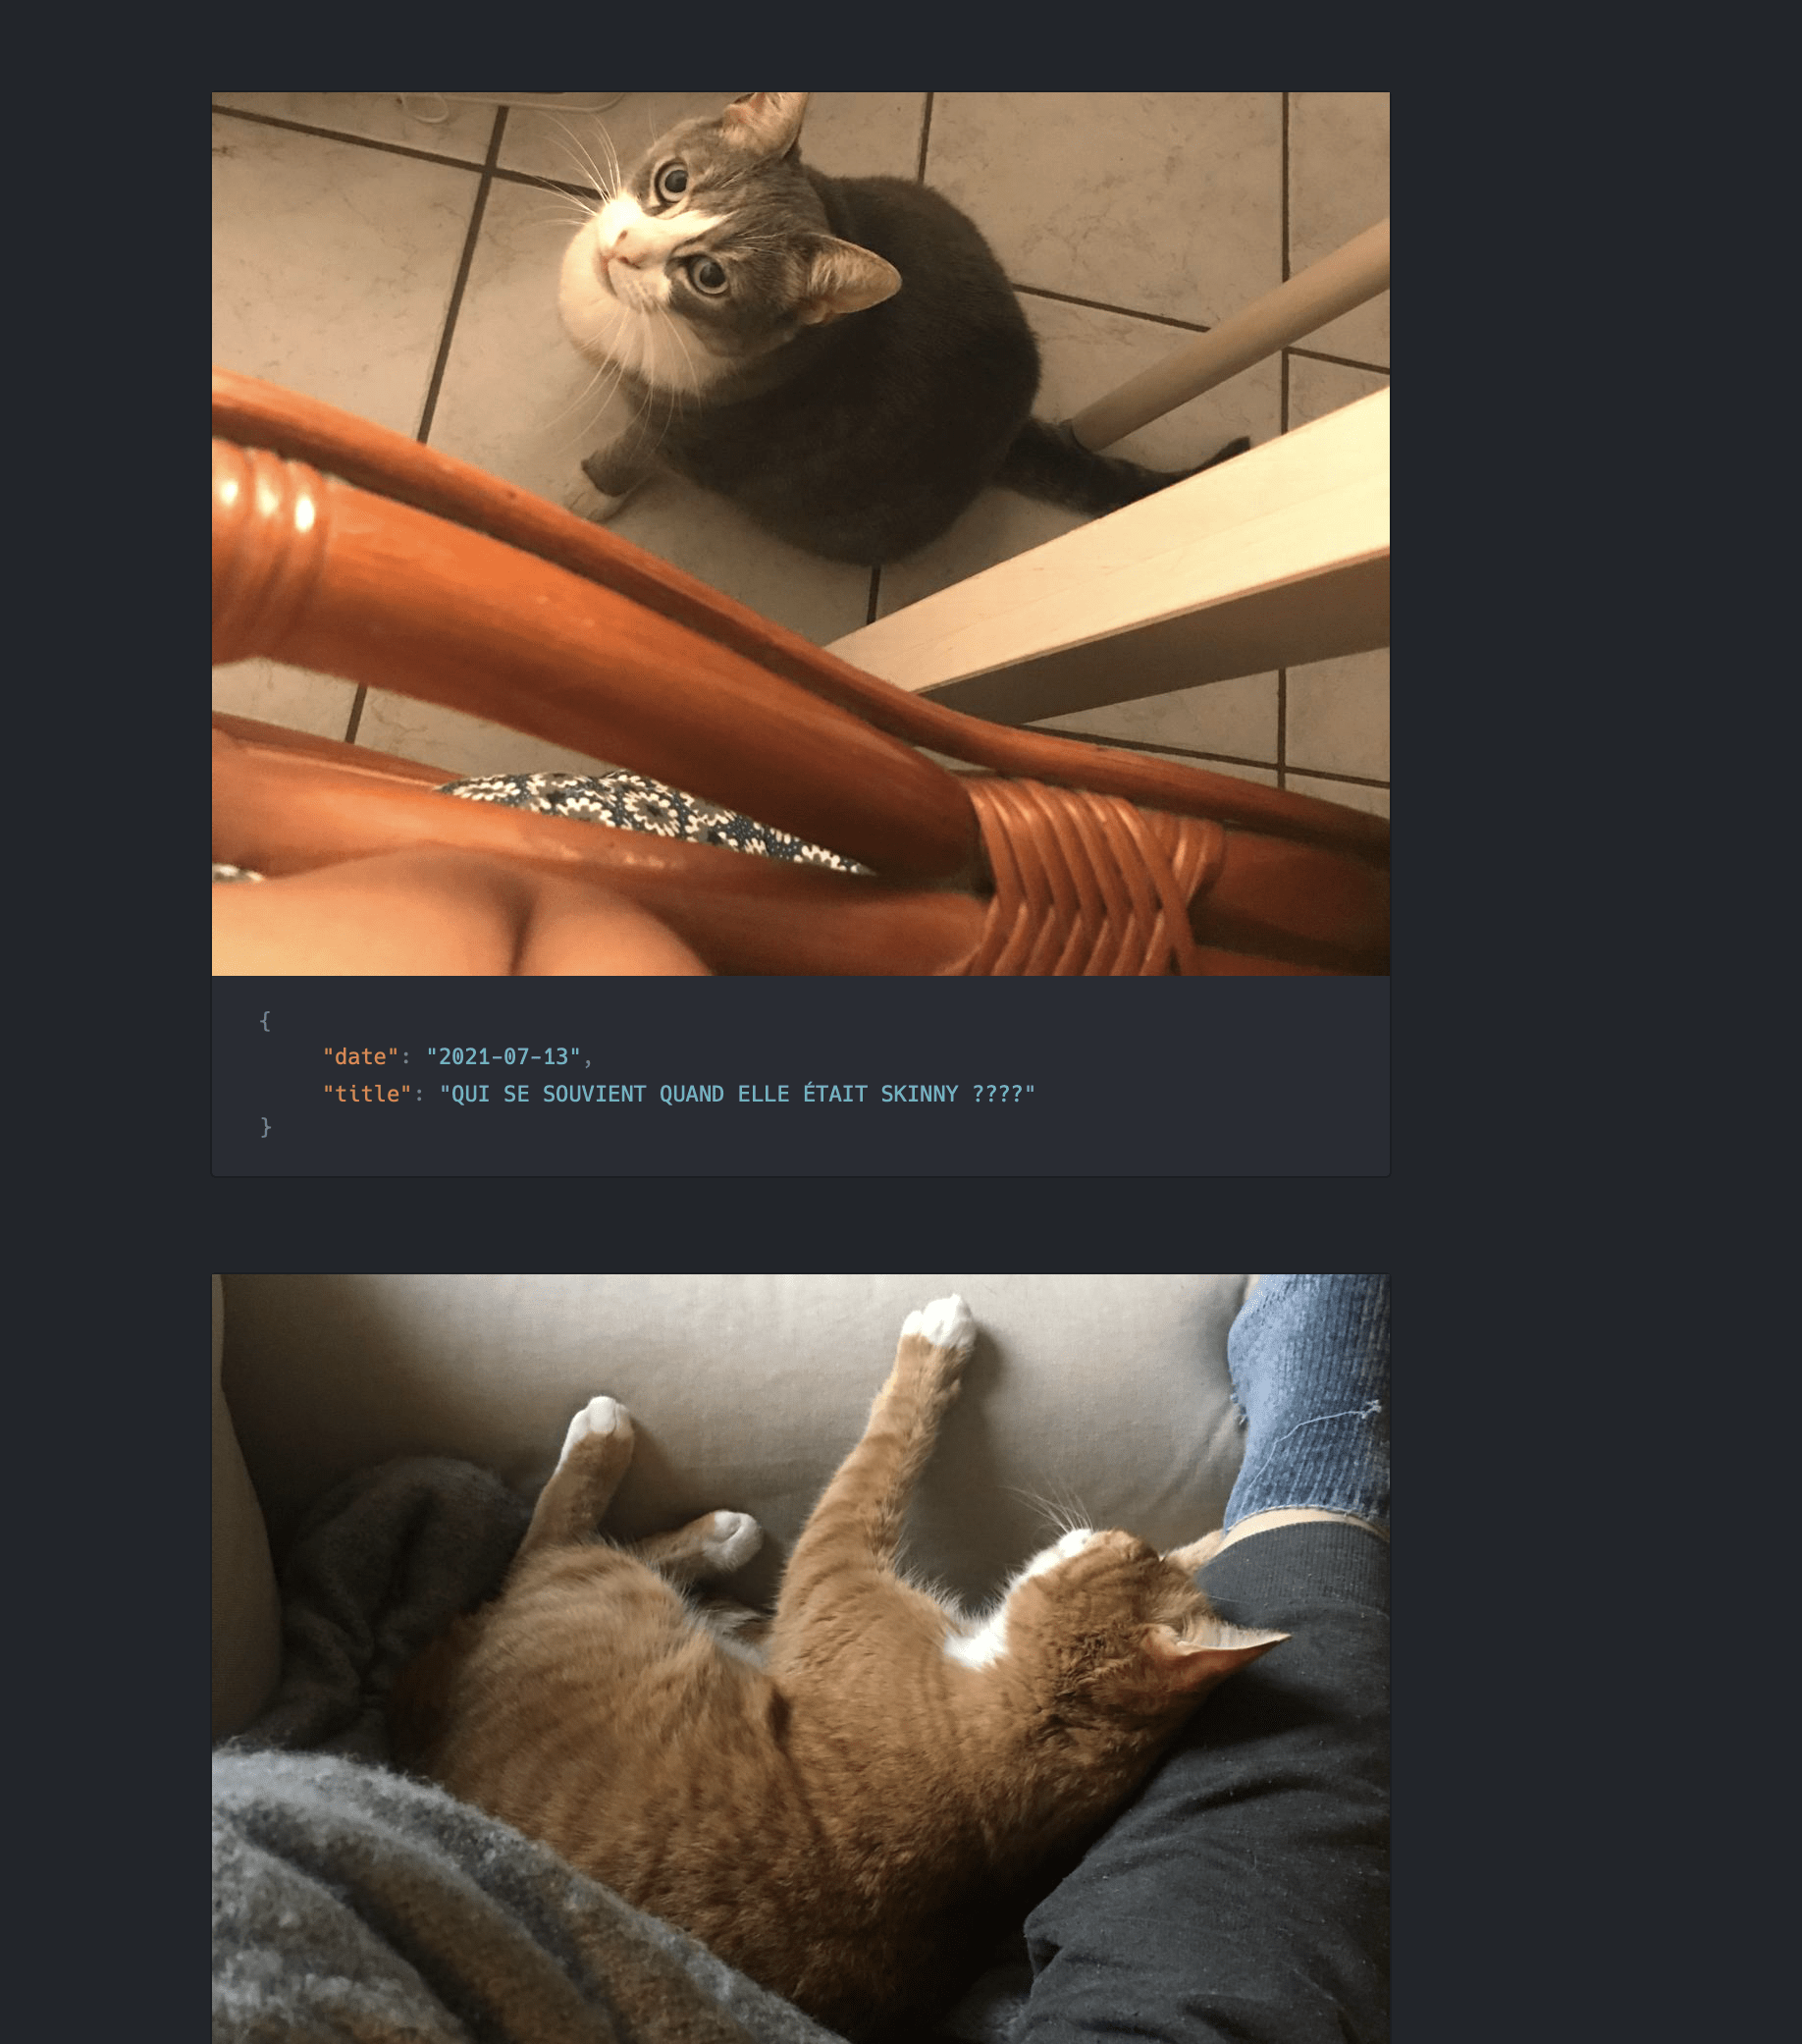 {
"date": "2021-07-13",
"title": "QUI SE SOUVIENT QUAND ELLE ÉTAIT SKINNY ????"
}